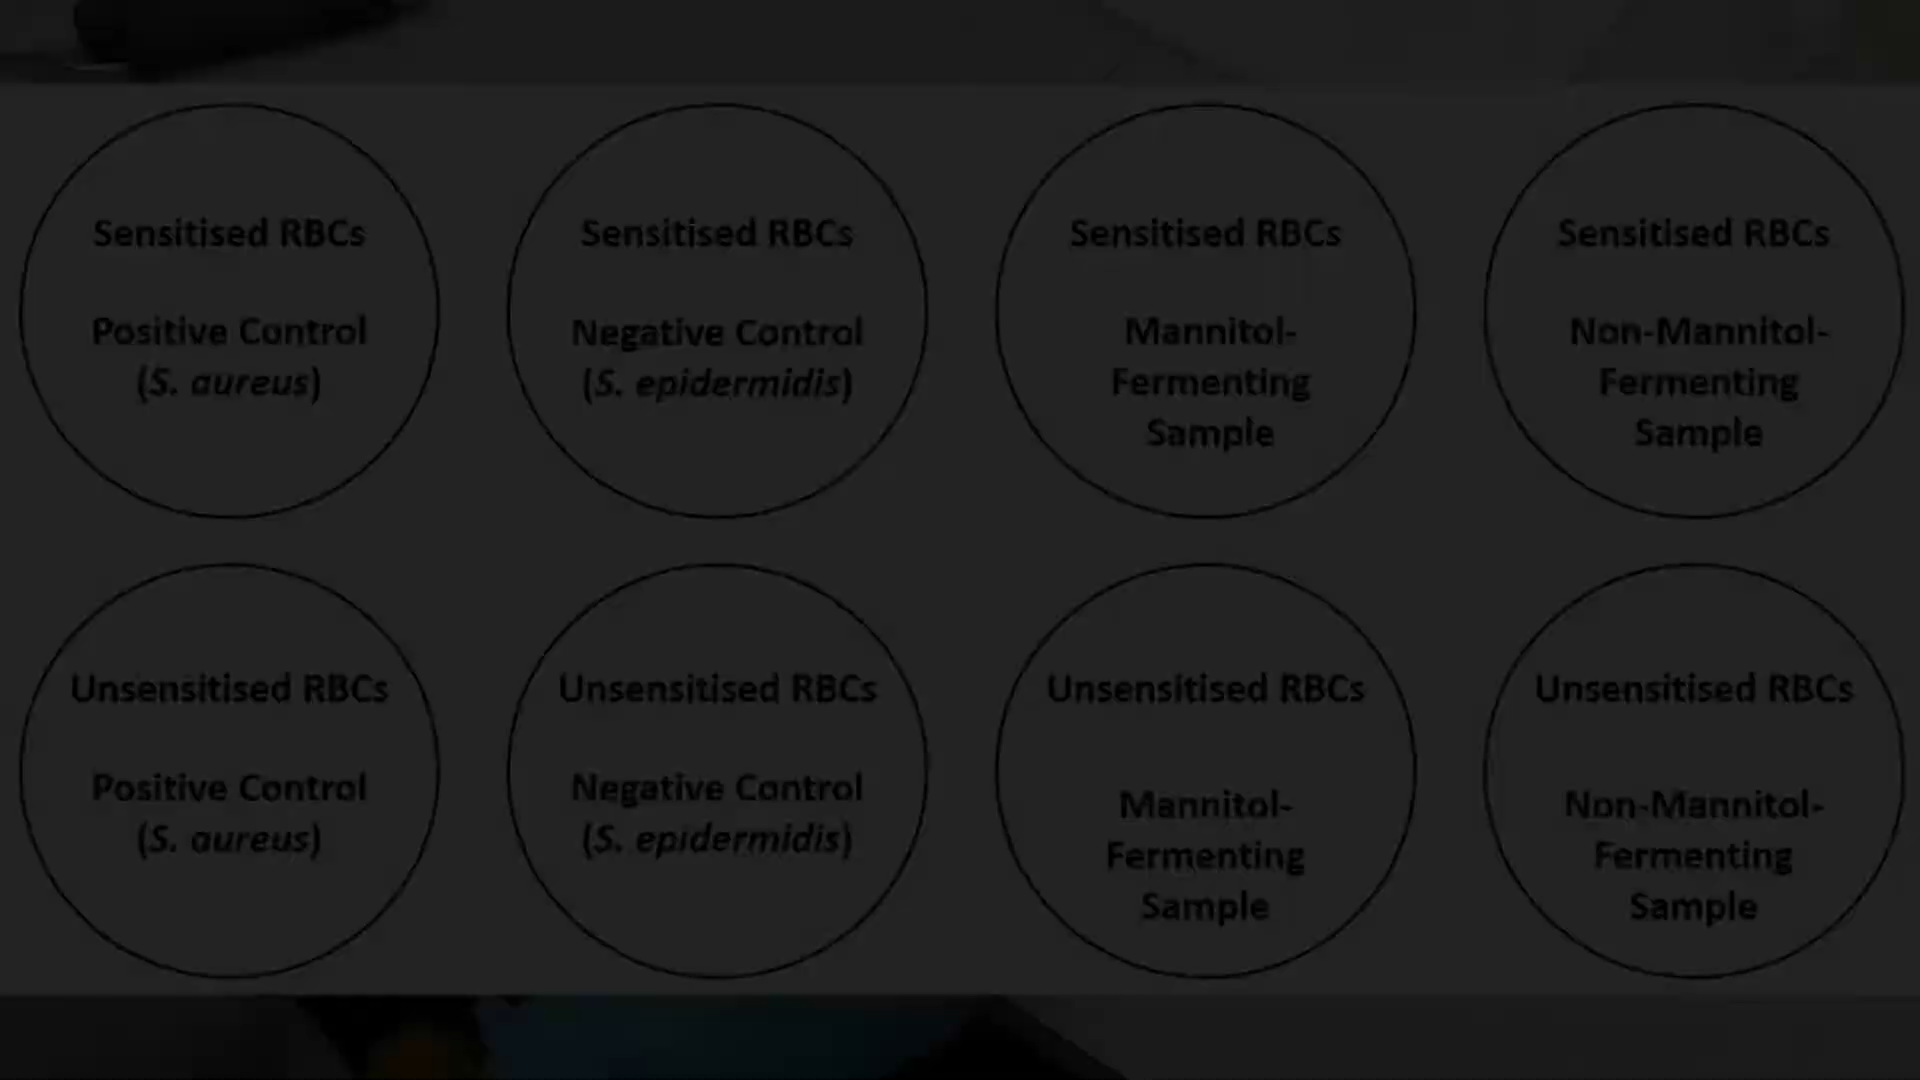 Sensitised RBCs
Positive Control
(S. aureus)
Sensitised RBCs
Negative Control
(S. epidermidis)
Sensitised RBCs
Mannitol-
Fermenting
Sample
Sensitised RBCs
Non-Mannitol-
Fermenting
Sample
Unsensitised RBCs
Positive Control
(S. aureus)
Unsensitised RBCs
Negative Control
(S. epidermidis)
Unsensitised RBCs
Mannitol-
Fermenting
Sample
Unsensitised RBCs
Non-Mannitol-
Fermenting
Sample